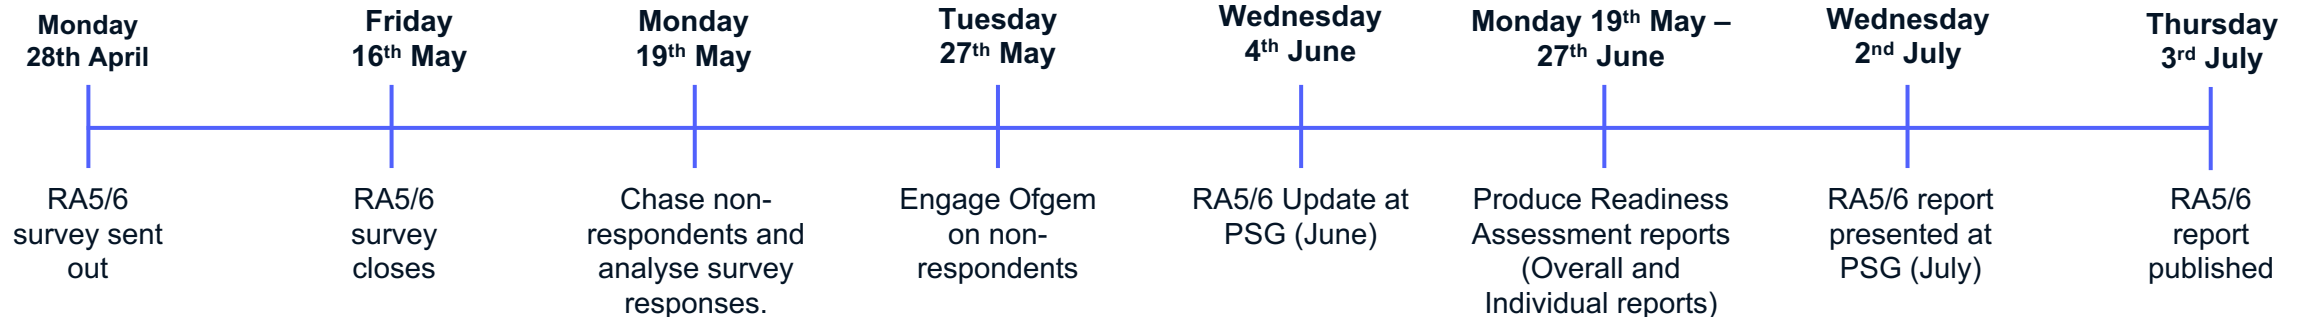 Monday
28th April
Friday
16th May
Monday
19th May
Tuesday
27th May
Wednesday
4th June
Monday 19th May –
27th June
Wednesday
2nd July
Thursday
3rd July
RA5/6
survey sent
out
RA5/6
survey
closes
Chase non-
respondents and
analyse survey
responses.
Engage Ofgem
on non-
respondents
RA5/6 Update at
PSG (June)
Produce Readiness
Assessment reports
(Overall and
Individual reports)
RA5/6 report
presented at
PSG (July)
RA5/6
report
published